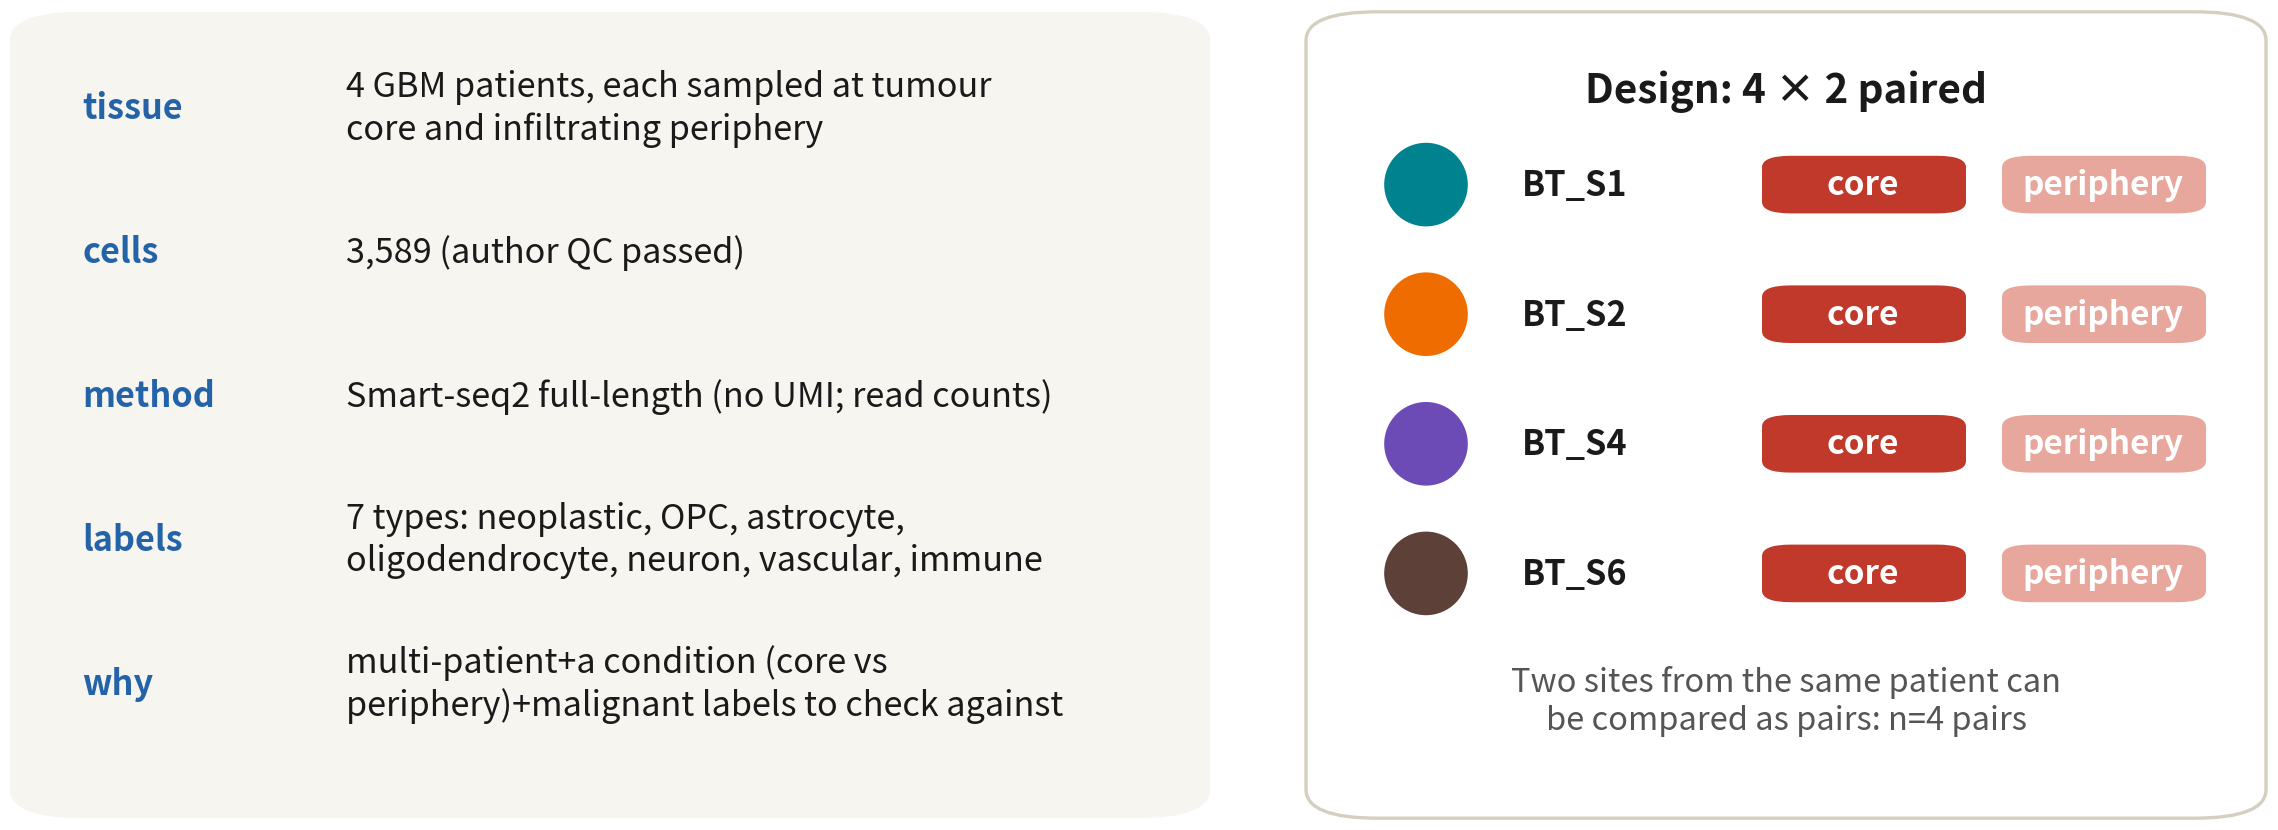 tissue
4 GBM patients, each sampled at tumour
core and infiltrating periphery
cells
3,589 (author QC passed)
method
Smart-seq2 full-length (no UMI; read counts)
labels
7 types: neoplastic, OPC, astrocyte,
oligodendrocyte, neuron, vascular, immune
why
multi-patient+a condition (core vs
periphery)+malignant labels to check against
Design: 4 × 2 paired
BT_S1 core periphery
BT_S2 core periphery
BT_S4 core periphery
BT_S6 core periphery
Two sites from the same patient can
be compared as pairs: n=4 pairs